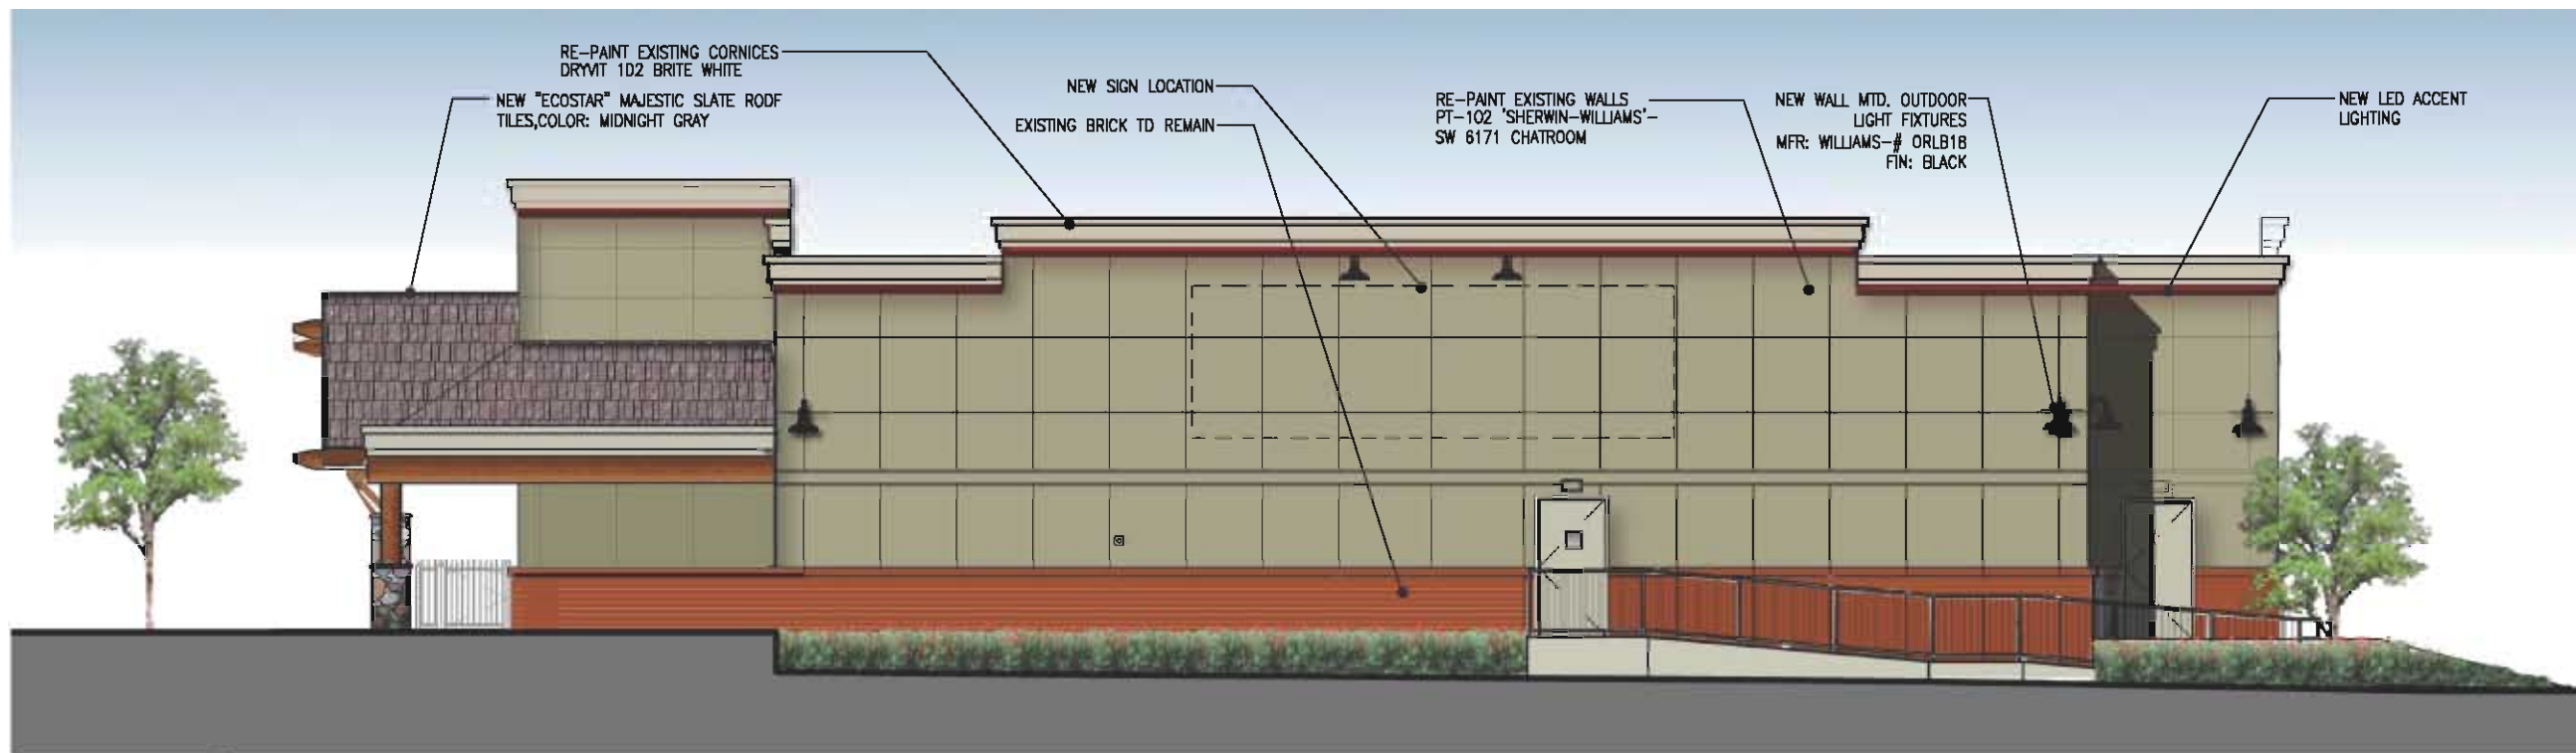 RE-PAINT EXISTING CORNICES
DRYVIT 1D2 BRITE WHITE
NEW "ECOSTAR" MAJESTIC SLATE ROOF
TILES,COLOR: MIDNIGHT GRAY
NEW SIGN LOCATION
EXISTING BRICK TO REMAIN
RE-PAINT EXISTING WALLS
PT-102 'SHERWIN-WILLIAMS'-
SW 6171 CHATROOM
NEW WALL MTD. OUTDOOR
LIGHT FIXTURES
MFR: WILLIAMS-# ORLB18
FIN: BLACK
NEW LED ACCENT
LIGHTING